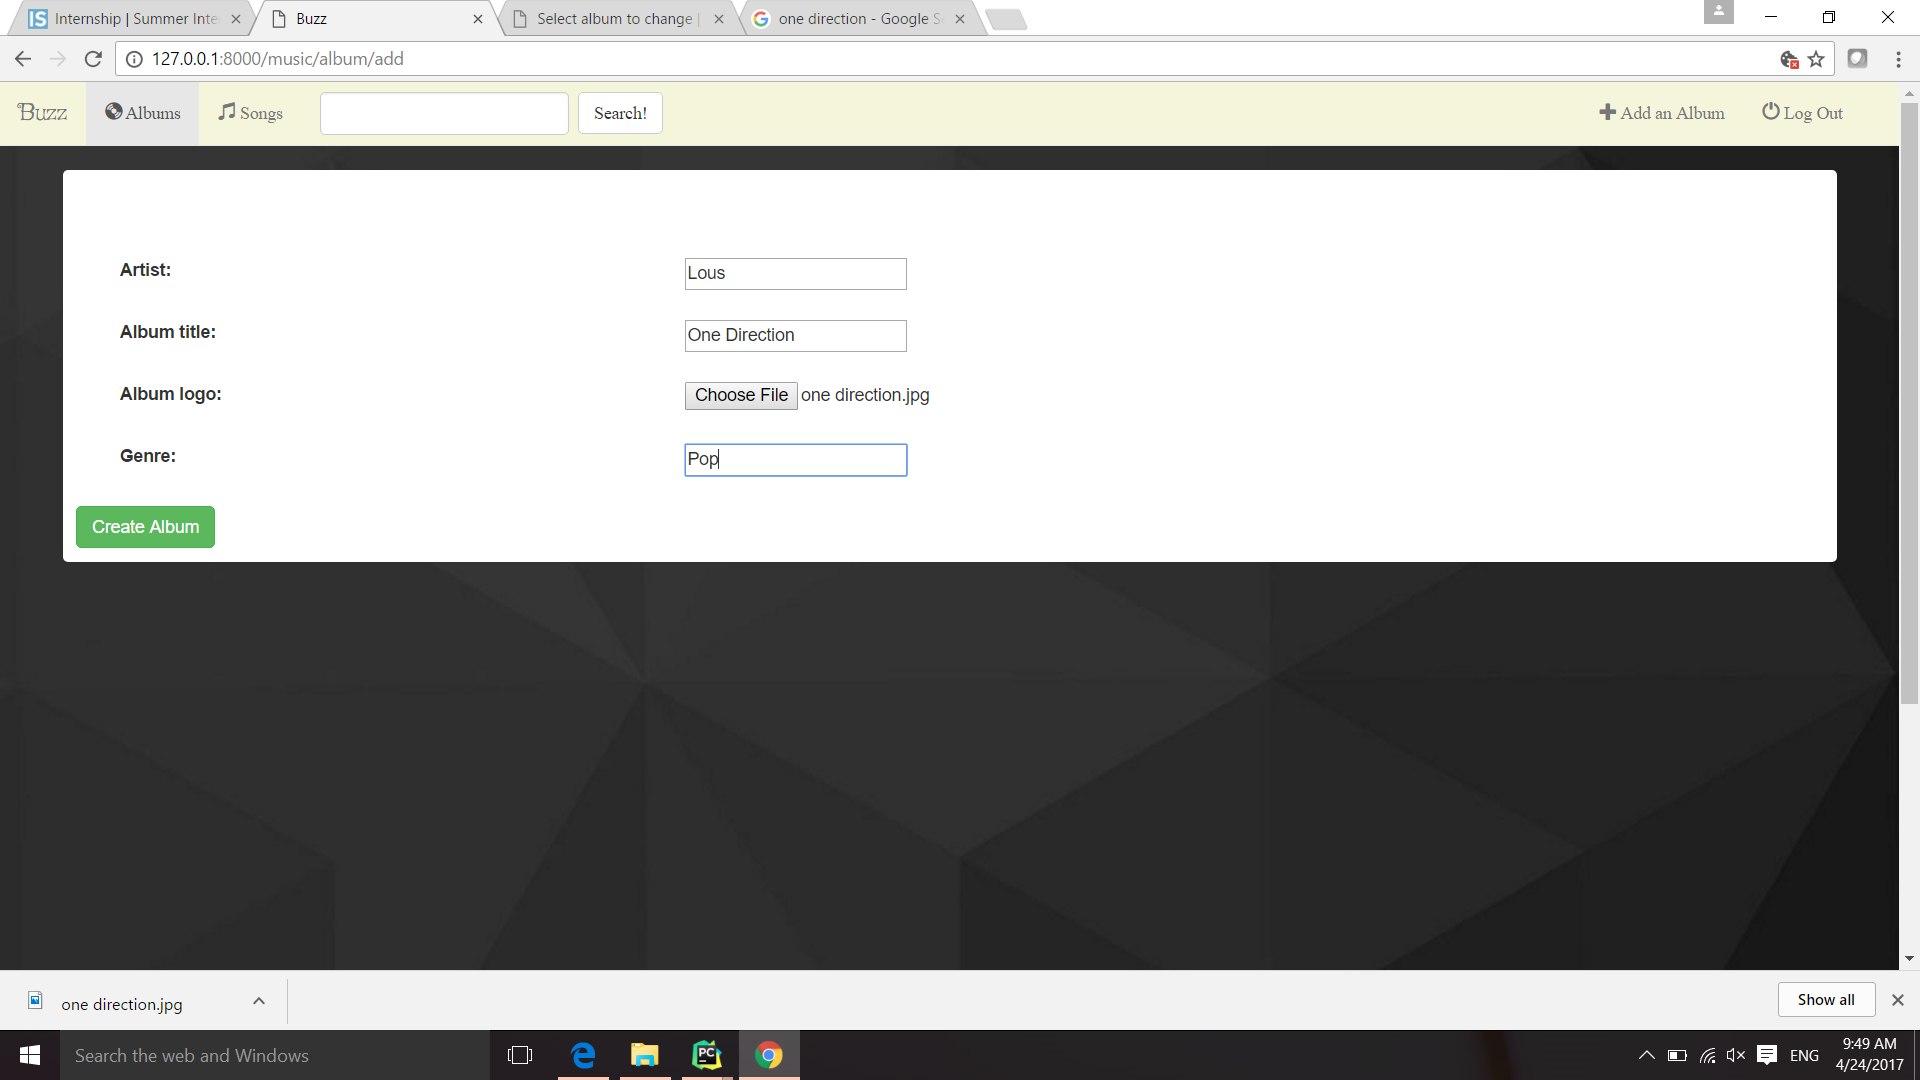 Internship | Summer Inte
Buzz
Select album to change |
one direction - Google S
127.0.0.1:8000/music/album/add
Buzz
Albums
Songs
Search!
Add an Album
Log Out
Artist:
Lous
Album title:
One Direction
Album logo:
Choose File one direction.jpg
Genre:
Pop
Create Album
one direction.jpg
Show all
Search the web and Windows
ENG
9:49 AM
4/24/2017